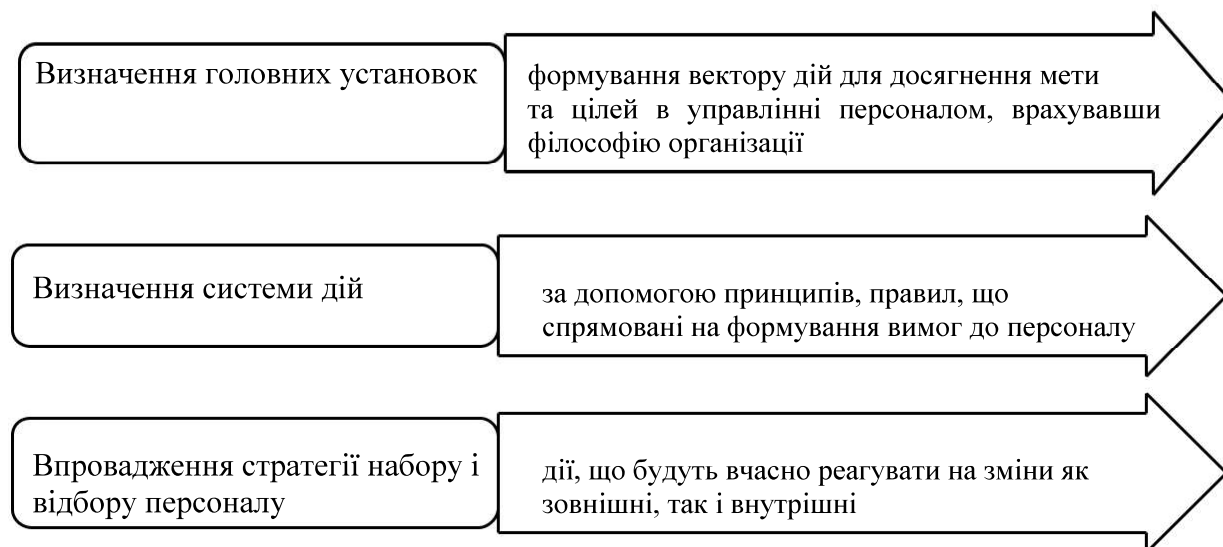 Визначення головних установок
формування вектору дій для досягнення мети
та цілей в управлінні персоналом, врахувавши
філософію організації
Визначення системи дій
за допомогою принципів, правил, що
спрямовані на формування вимог до персоналу
Впровадження стратегії набору і
відбору персоналу
дії, що будуть вчасно реагувати на зміни як
зовнішні, так і внутрішні